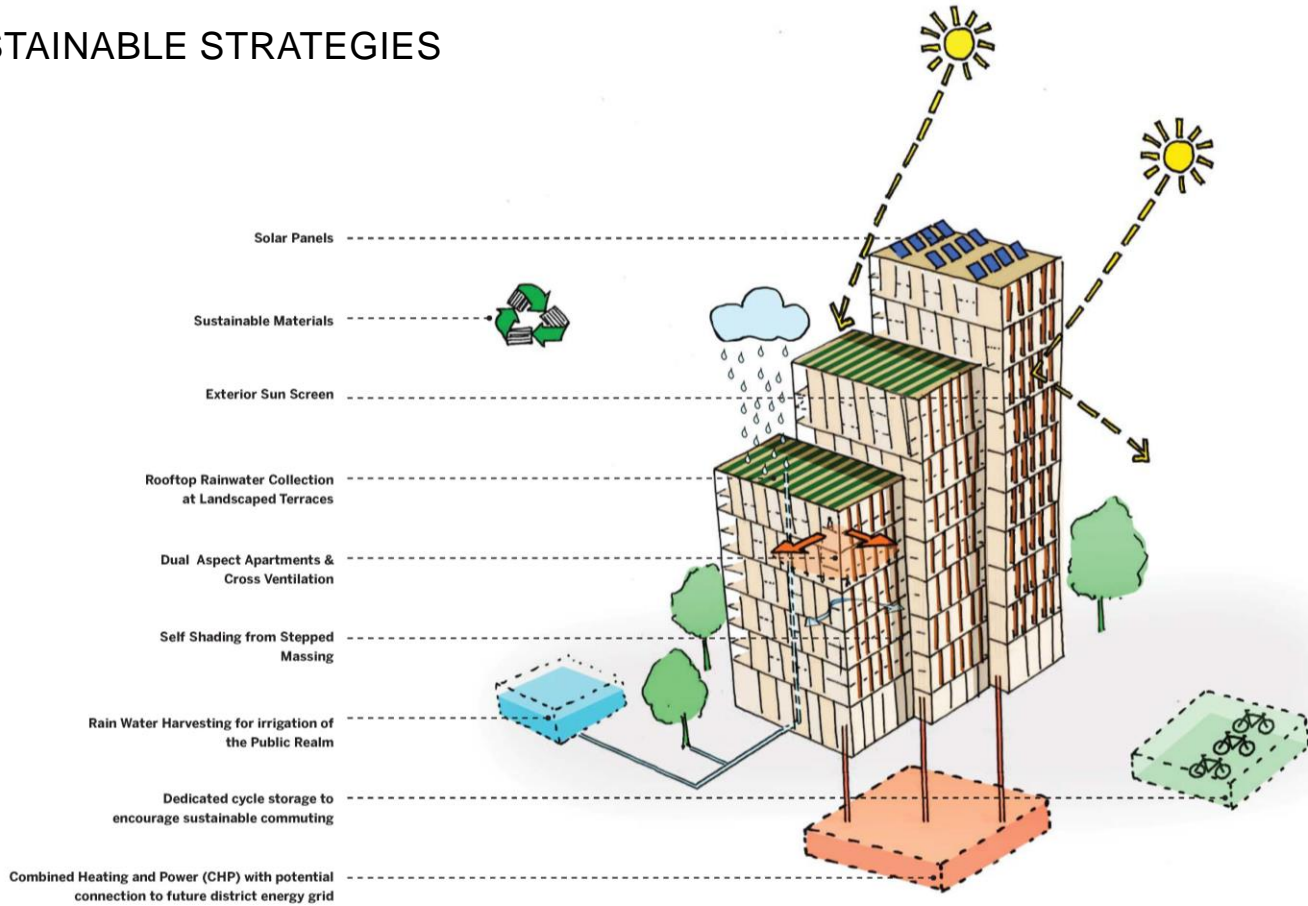 STAINABLE STRATEGIES
Solar Panels
Sustainable Materials
Exterior Sun Screen
Rooftop Rainwater Collection
at Landscaped Terraces
Dual Aspect Apartments &
Cross Ventilation
Self Shading from Stepped
Massing
Rain Water Harvesting for irrigation of
the Public Realm
Dedicated cycle storage to
encourage sustainable commuting
Combined Heating and Power (CHP) with potential
connection to future district energy grid